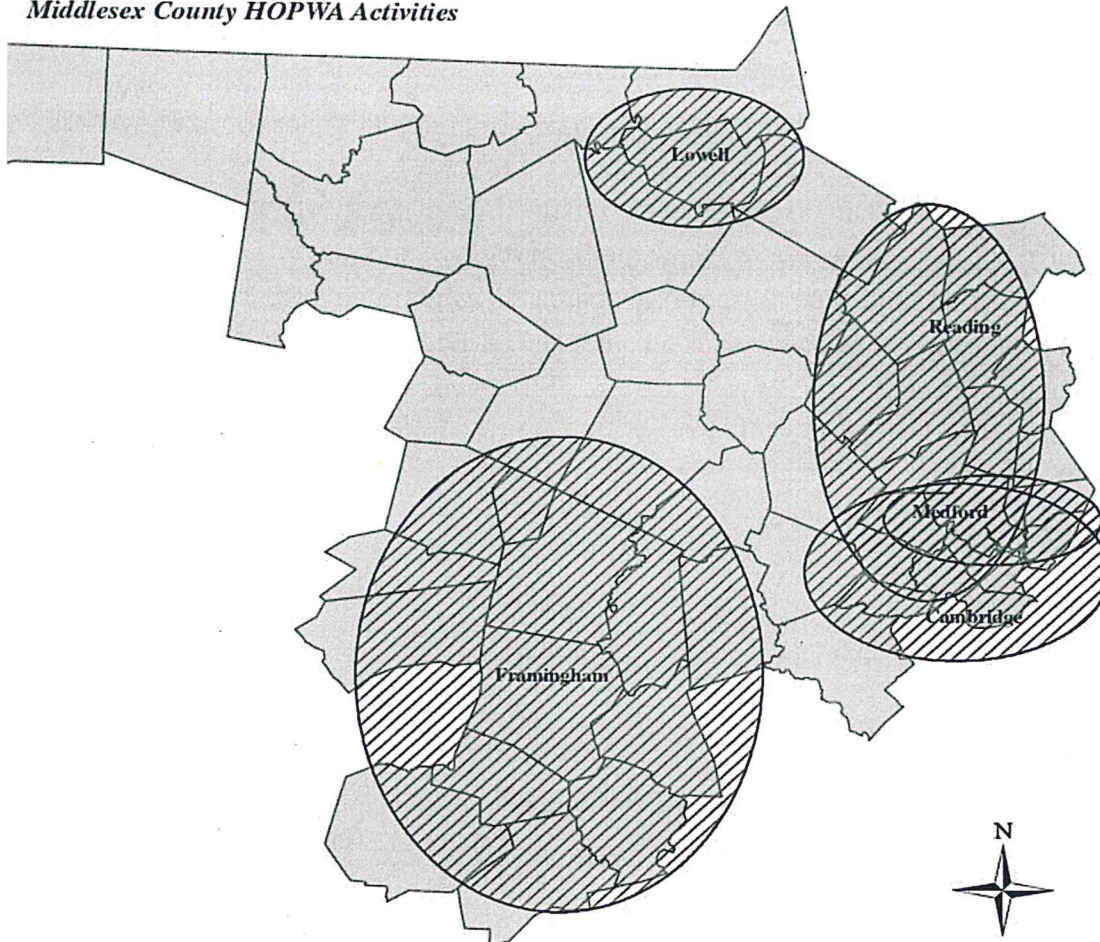 Middlesex County HOPWA Activities
Lowell
Reading
Medford
Cambridge
Framingham
N